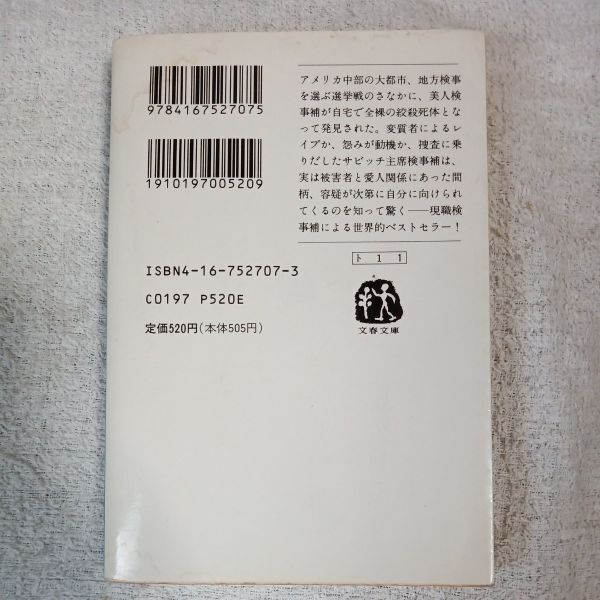 9784167527075
1910197005209
ISBN4-16-752707-3
C0197 P520E
定価520円(本体505円)
アメリカ中部の大都市、地方検事
を選ぶ選挙戦のさなかに、美人検
事補が自宅で全裸の絞殺死体とな
って発見された。変質者によるレ
イプか、怨みが動機か、捜査に乗
りだしたサビッチ主席検事補は、
実は被害者と愛人関係にあった間
柄、容疑が次第に自分に向けられ
てくるのを知って驚く——現職検
事補による世界的ベストセラー!
ト 1 1
文春文庫